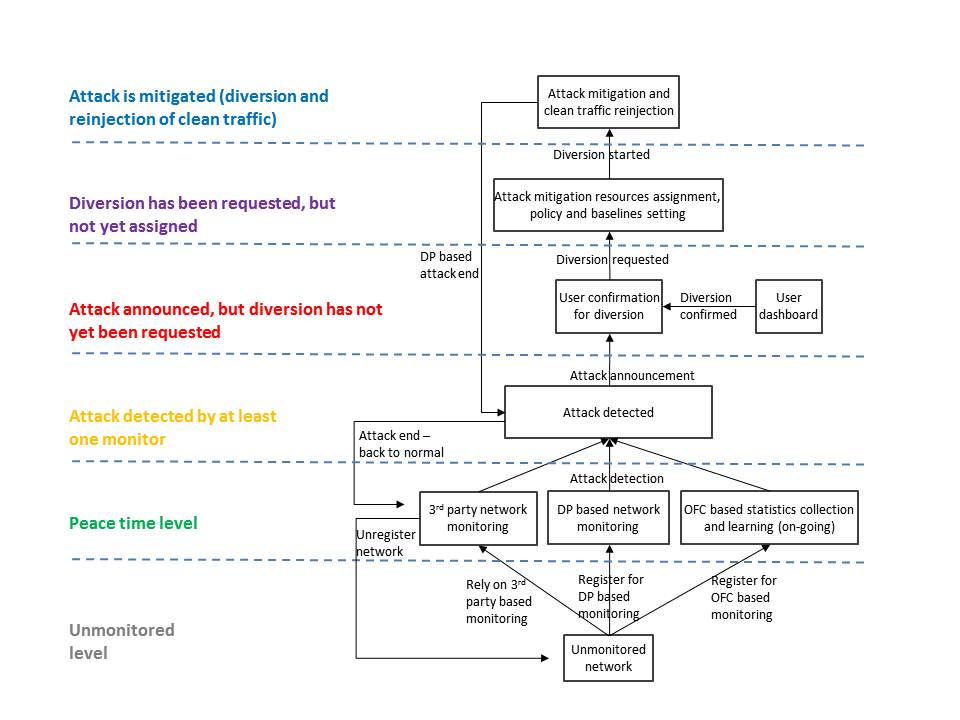 Attack is mitigated (diversion and
reinjection of clean traffic)
Attack mitigation and
clean traffic reinjection
Diversion started
Diversion has been requested, but
not yet assigned
Attack mitigation resources assignment,
policy and baselines setting
DP based
attack end
Diversion requested
Attack announced, but diversion has not
yet been requested
User confirmation
for diversion
Diversion
confirmed
User
dashboard
Attack announcement
Attack detected by at least
one monitor
Attack detected
Attack end –
back to normal
Attack detection
Peace time level
3rd party network
monitoring
DP based network
monitoring
OFC based statistics collection
and learning (on-going)
Unregister
network
Rely on 3rd
party based
monitoring
Register for
DP based
monitoring
Register for
OFC based
monitoring
Unmonitored
level
Unmonitored
network